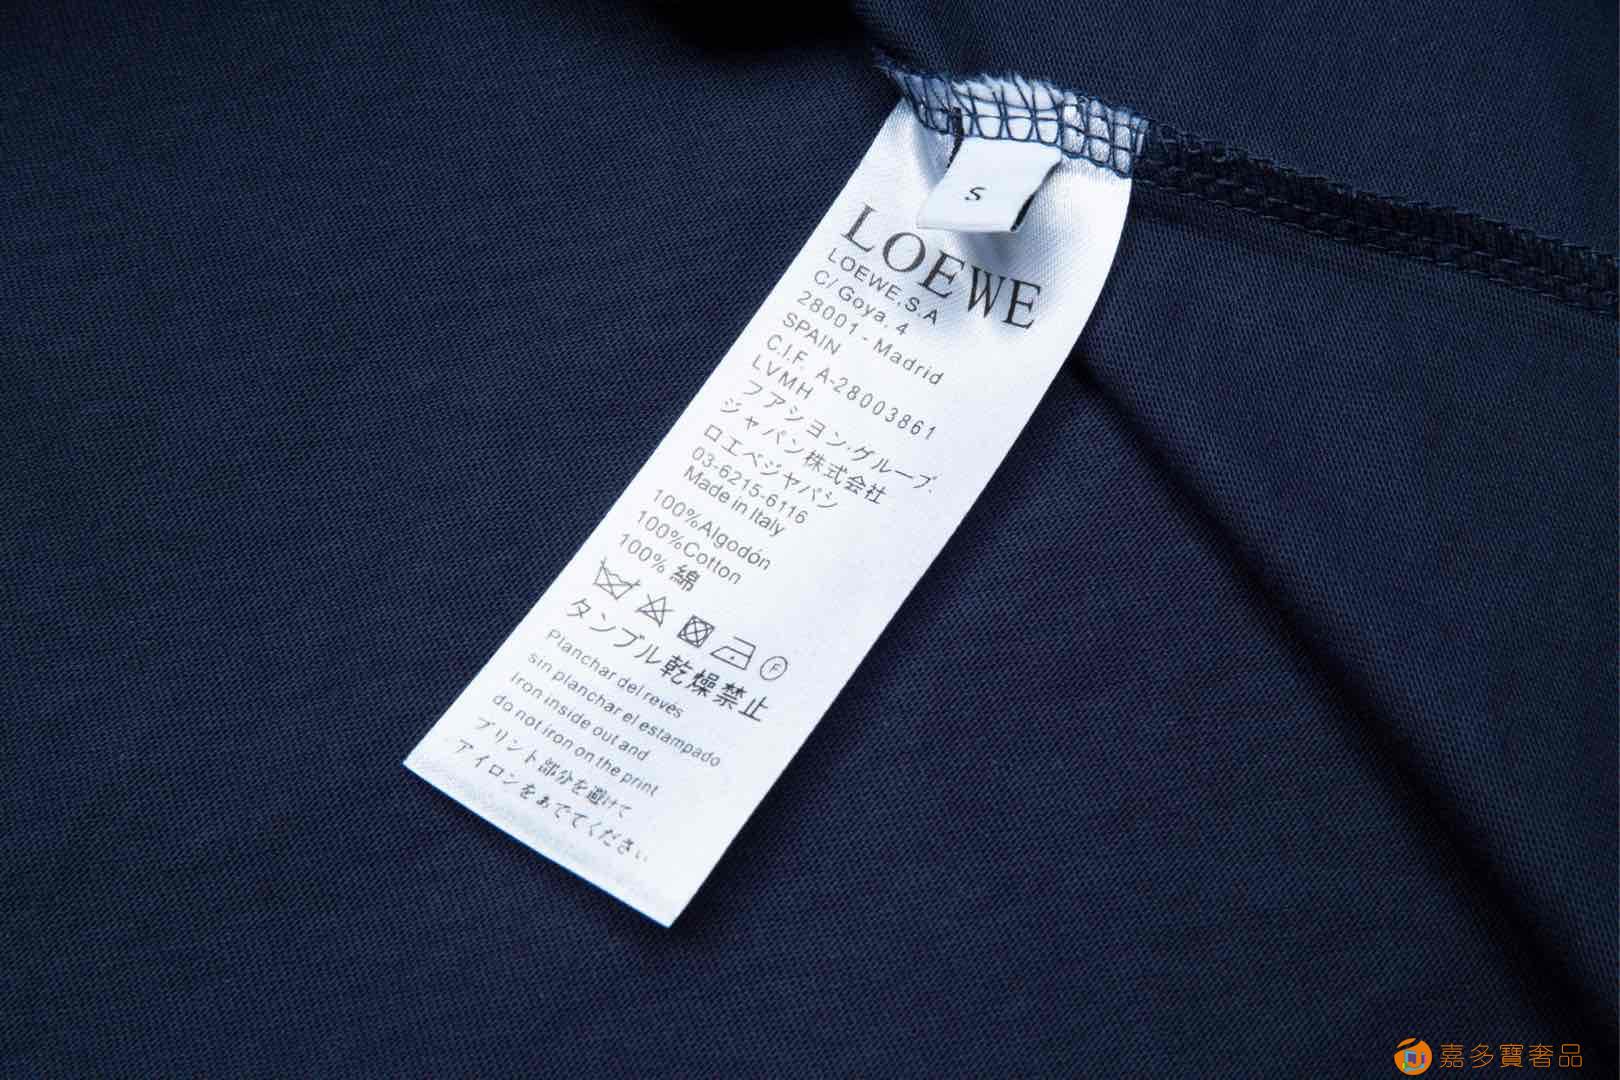 S
LOEWE
LOEWE,S.A
C/ Goya, 4
28001 - Madrid
SPAIN
C.I.F. A-28003861
LVMH
フアシヨン・グループ・
ジャパン株式会社
ロエベジャパン
03-6215-6116
Made in Italy
100%Algodón
100%Cotton
100% 綿
F
タンブル乾燥禁止
Planchar del revés
sin planchar el estampado
Iron inside out and
do not iron on the print
プリント部分を避けて
アイロンをあでてください
嘉多寶奢品